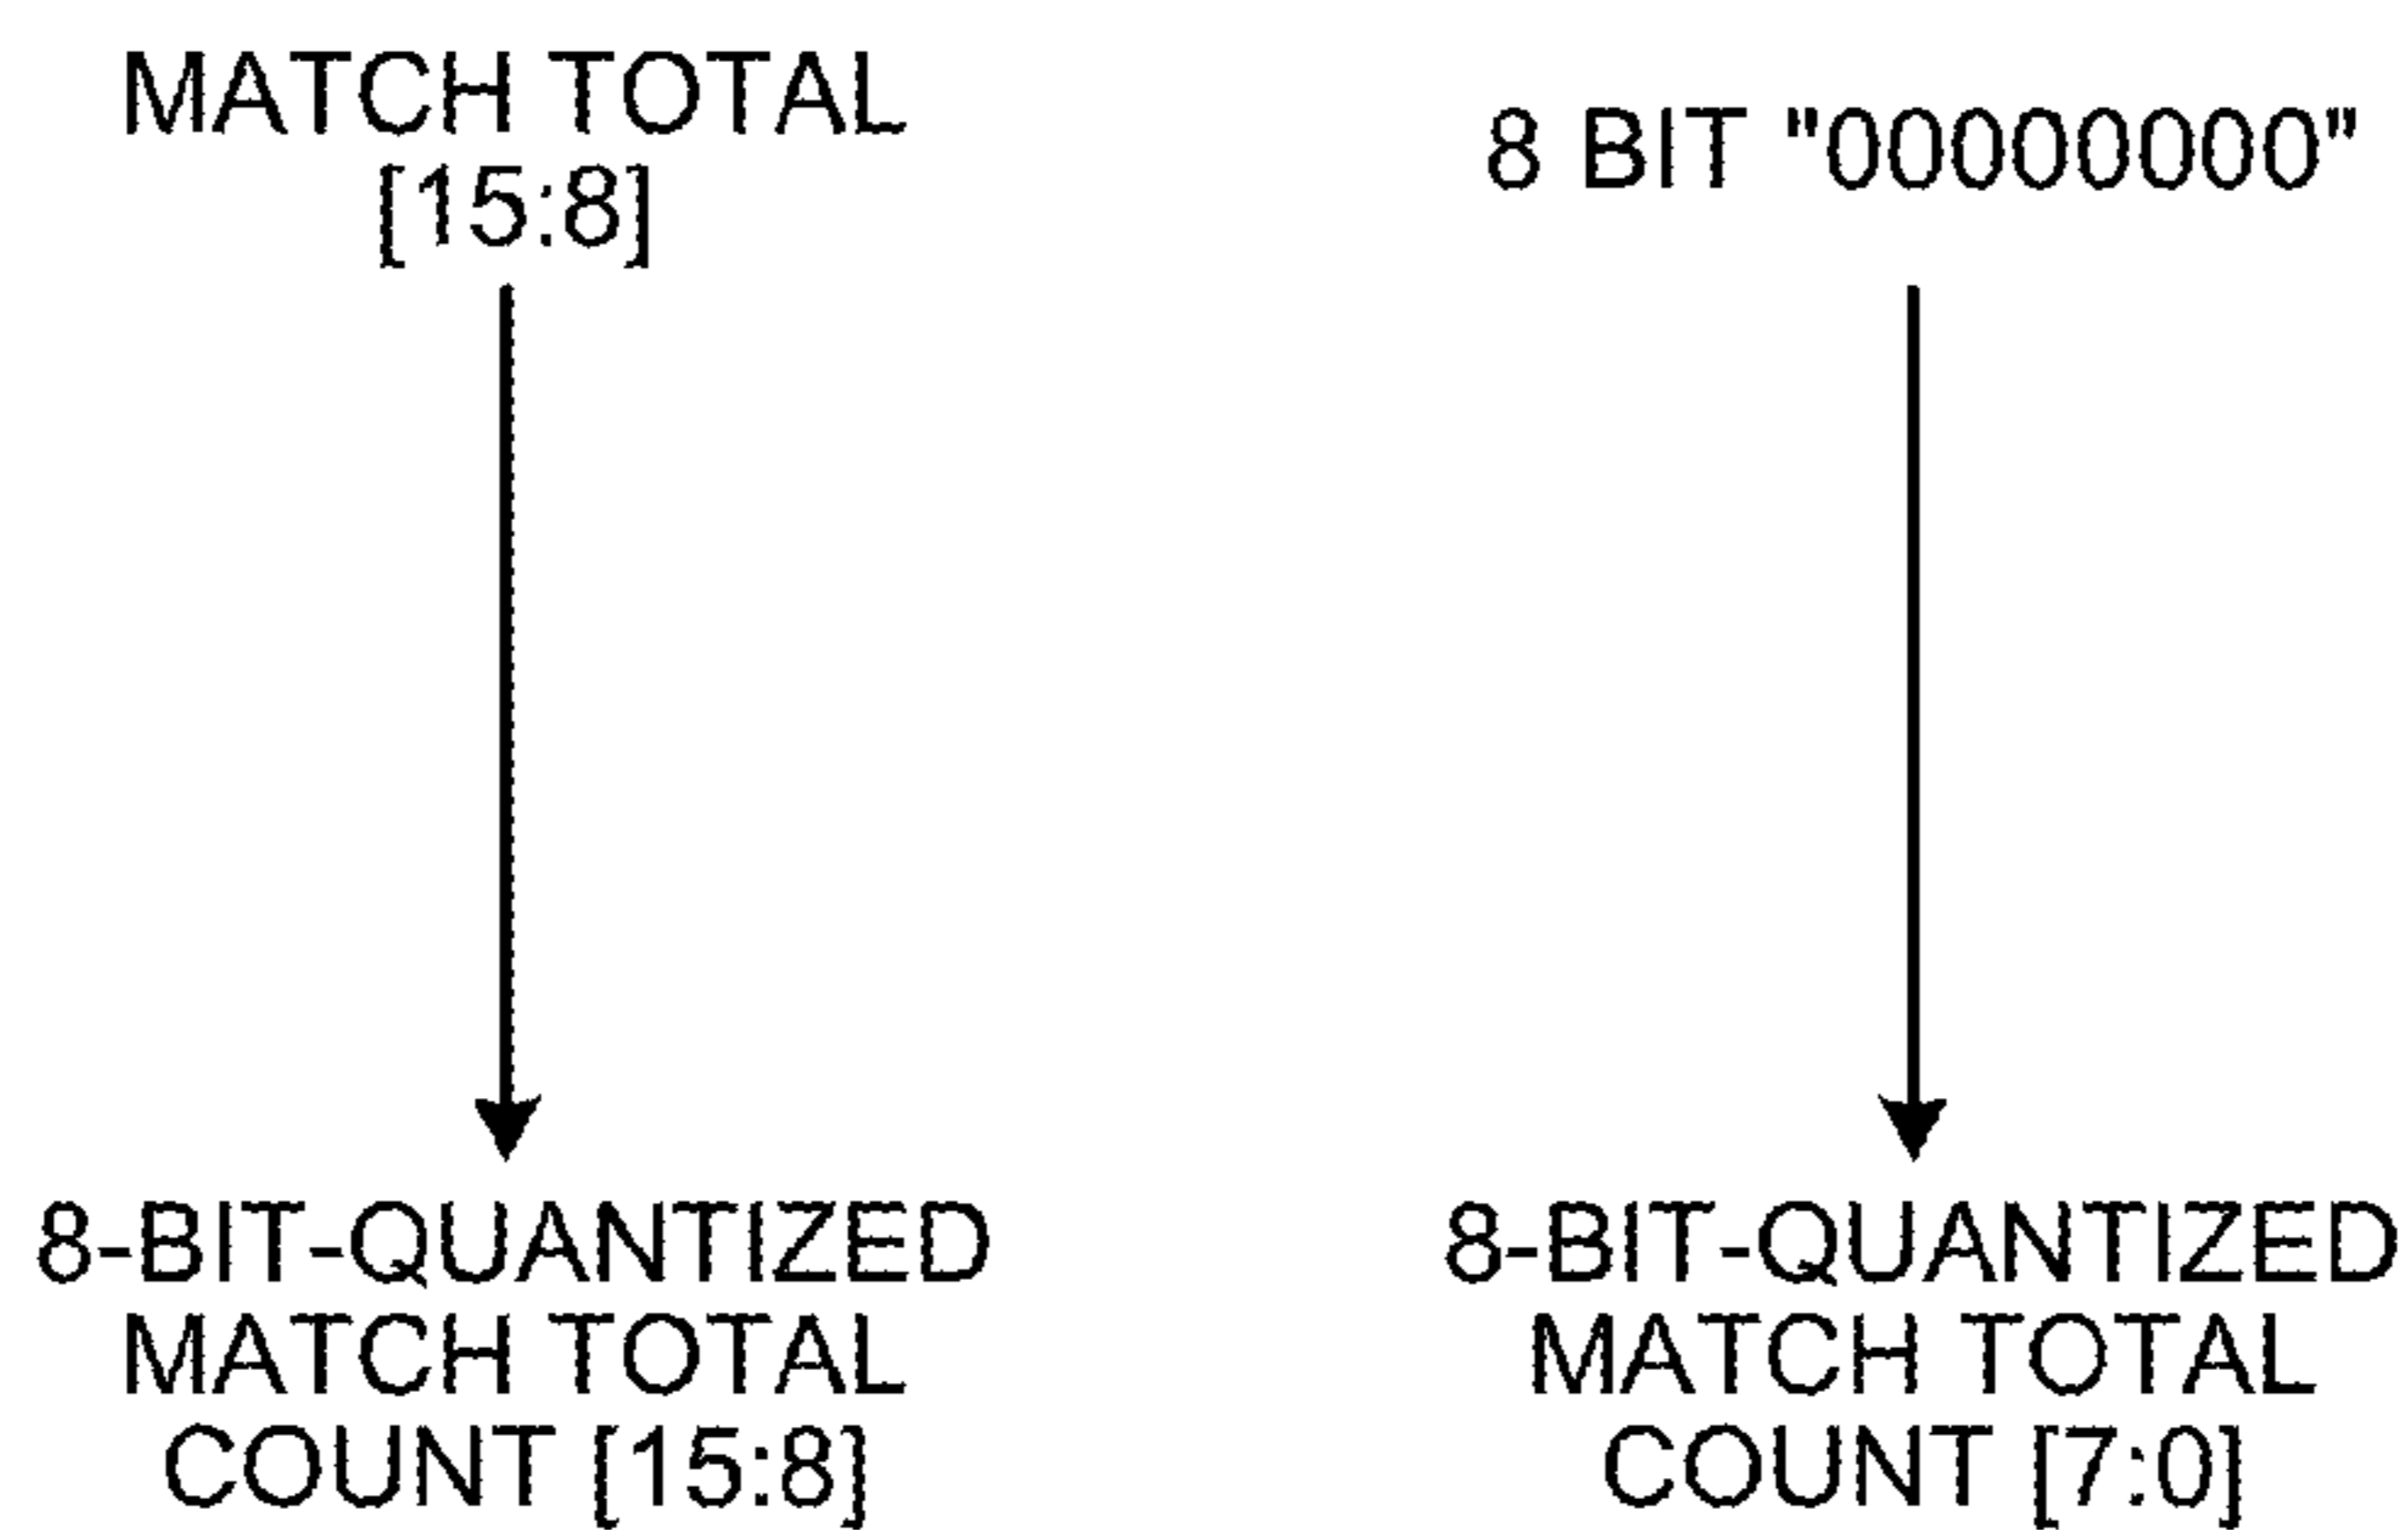 MATCH TOTAL
[15:8]
8 BIT "00000000"
8-BIT-QUANTIZED
MATCH TOTAL
COUNT [15:8]
8-BIT-QUANTIZED
MATCH TOTAL
COUNT [7:0]